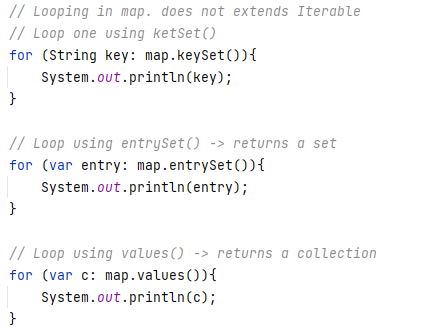 // Looping in map. does not extends Iterable
// Loop one using ketSet()
for (String key: map.keySet()){
System.out.println(key);
}
// Loop using entrySet() -> returns a set
for (var entry: map.entrySet()){
System.out.println(entry);
}
// Loop using values() -> returns a collection
for (var c: map.values()){
System.out.println(c);
}